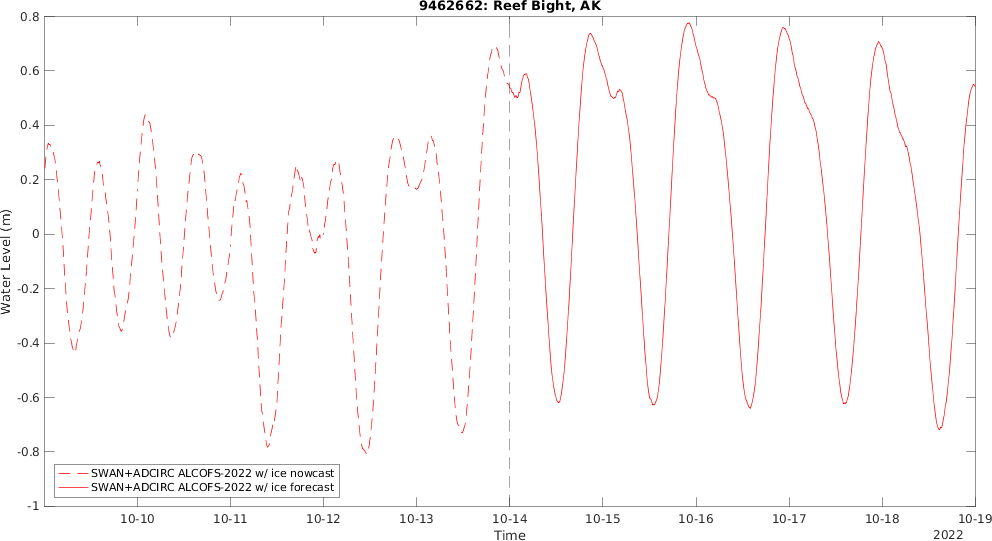 9462662: Reef Bight, AK
0.8
0.6
0.4
0.2
0
-0.2
-0.4
-0.6
-0.8
-1
Water Level (m)
SWAN+ADCIRC ALCOFS-2022 w/ ice nowcast
SWAN+ADCIRC ALCOFS-2022 w/ ice forecast
10-10 10-11 10-12 10-13 10-14 10-15 10-16 10-17 10-18 10-19
Time
2022